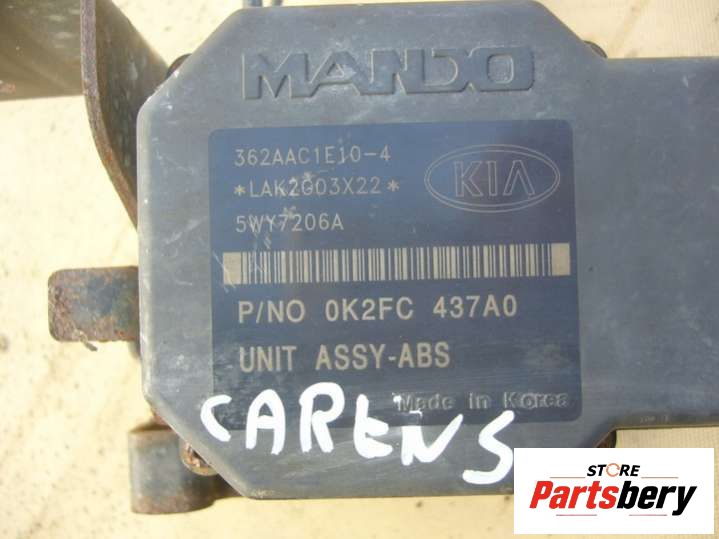 MANDO
362AAC1E10-4
*LAK2G03X22*
KIA
5WY7206A
P/NO 0K2FC 437A0
UNIT ASSY-ABS
Made in Korea
CARENS
STORE
Partsbery